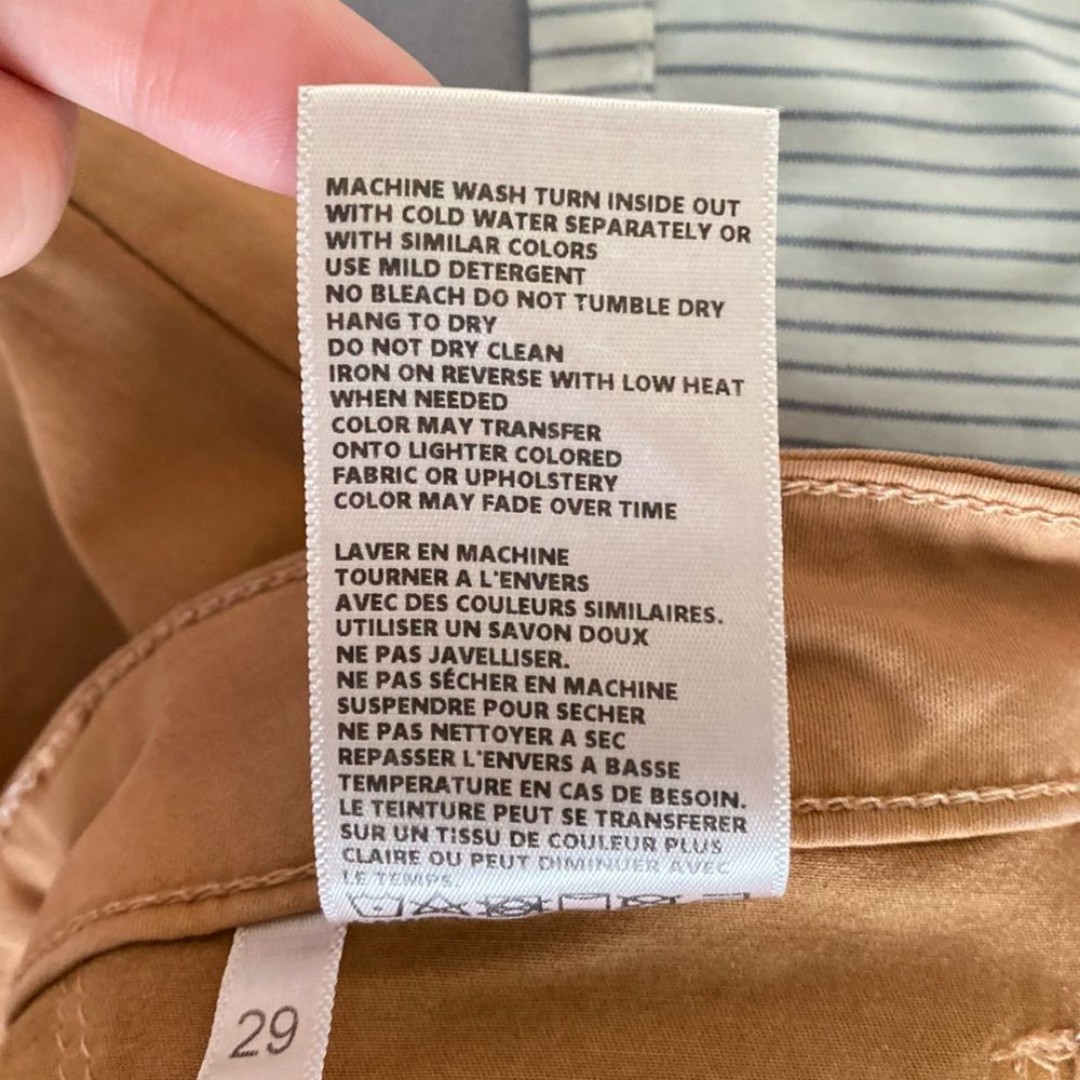 MACHINE WASH TURN INSIDE OUT
WITH COLD WATER SEPARATELY OR
WITH SIMILAR COLORS
USE MILD DETERGENT
NO BLEACH DO NOT TUMBLE DRY
HANG TO DRY
DO NOT DRY CLEAN
IRON ON REVERSE WITH LOW HEAT
WHEN NEEDED
COLOR MAY TRANSFER
ONTO LIGHTER COLORED
FABRIC OR UPHOLSTERY
COLOR MAY FADE OVER TIME
LAVER EN MACHINE
TOURNER A L'ENVERS
AVEC DES COULEURS SIMILAIRES.
UTILISER UN SAVON DOUX
NE PAS JAVELLISER.
NE PAS SÉCHER EN MACHINE
SUSPENDRE POUR SECHER
NE PAS NETTOYER A SEC
REPASSER L'ENVERS A BASSE
TEMPERATURE EN CAS DE BESOIN.
LE TEINTURE PEUT SE TRANSFERER
SUR UN TISSU DE COULEUR PLUS
CLAIRE OU PEUT DIMINUER AVEC
LE TEMPS.
29